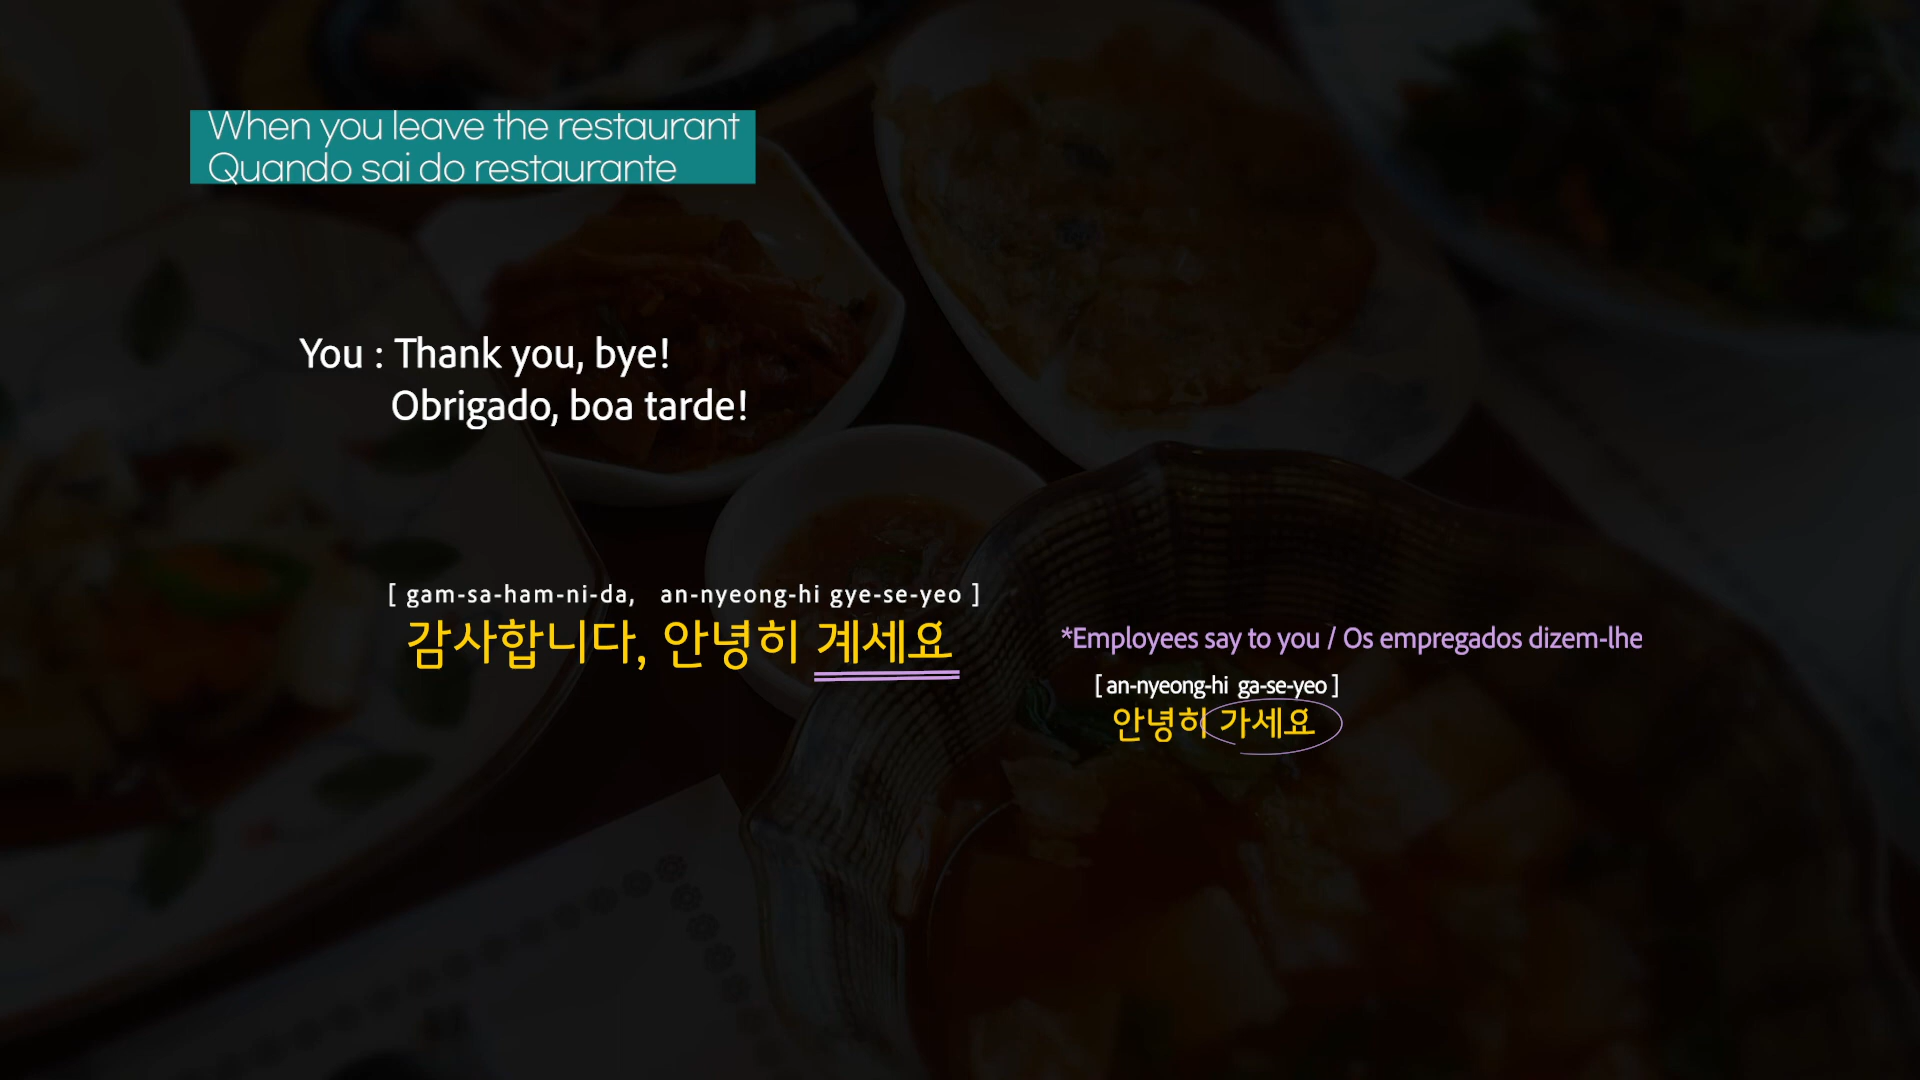 When you leave the restaurant
Quando sai do restaurante
You : Thank you, bye!
Obrigado, boa tarde!
[ gam-sa-ham-ni-da, an-nyeong-hi gye-se-yeo ]
감사합니다, 안녕히 계세요
*Employees say to you / Os empregados dizem-lhe
[ an-nyeong-hi ga-se-yeo ]
안녕히 가세요